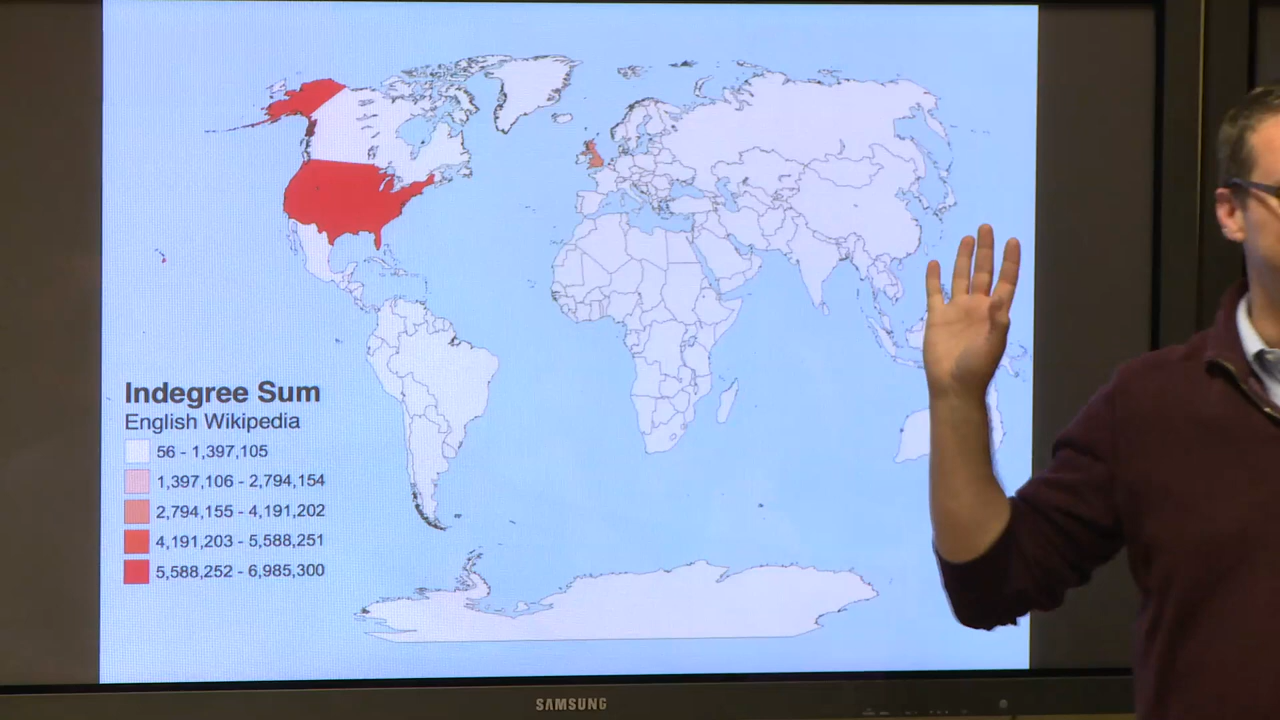 Indegree Sum
English Wikipedia
56 - 1,397,105
1,397,106 - 2,794,154
2,794,155 - 4,191,202
4,191,203 - 5,588,251
5,588,252 - 6,985,300
SAMSUNG